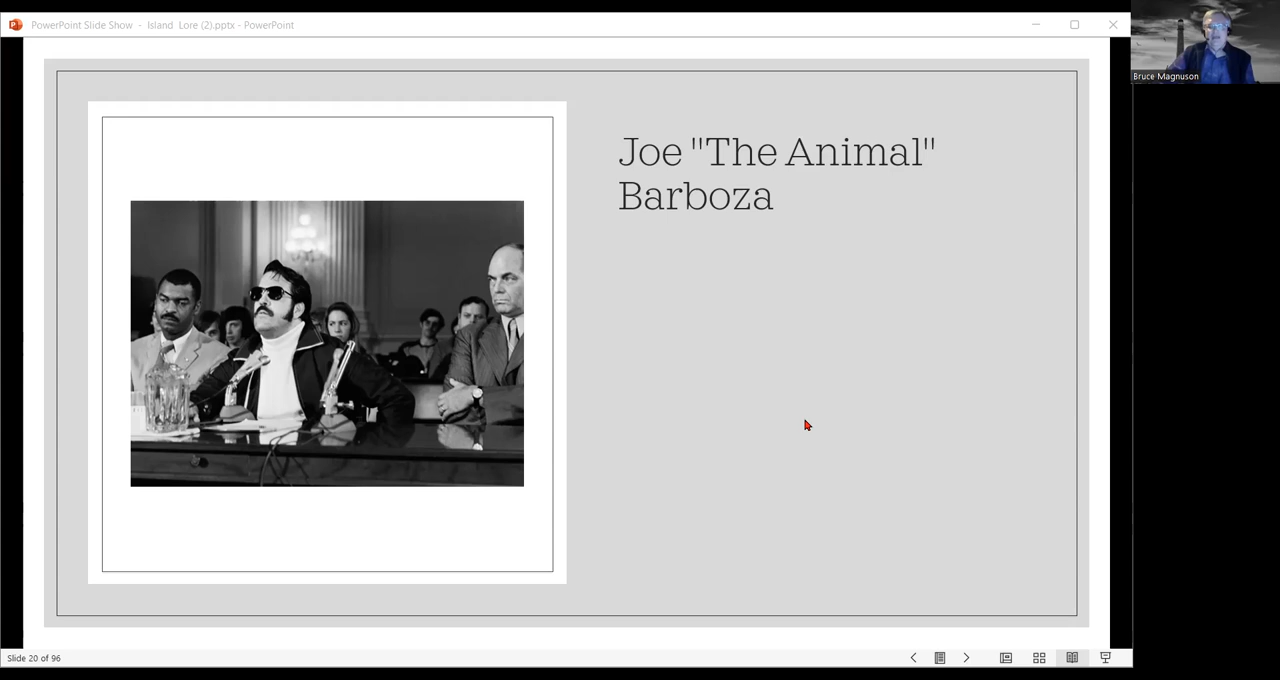 PowerPoint Slide Show - Island Lore (2).pptx - PowerPoint
Bruce Magnuson
Joe "The Animal"
Barboza
Slide 20 of 96